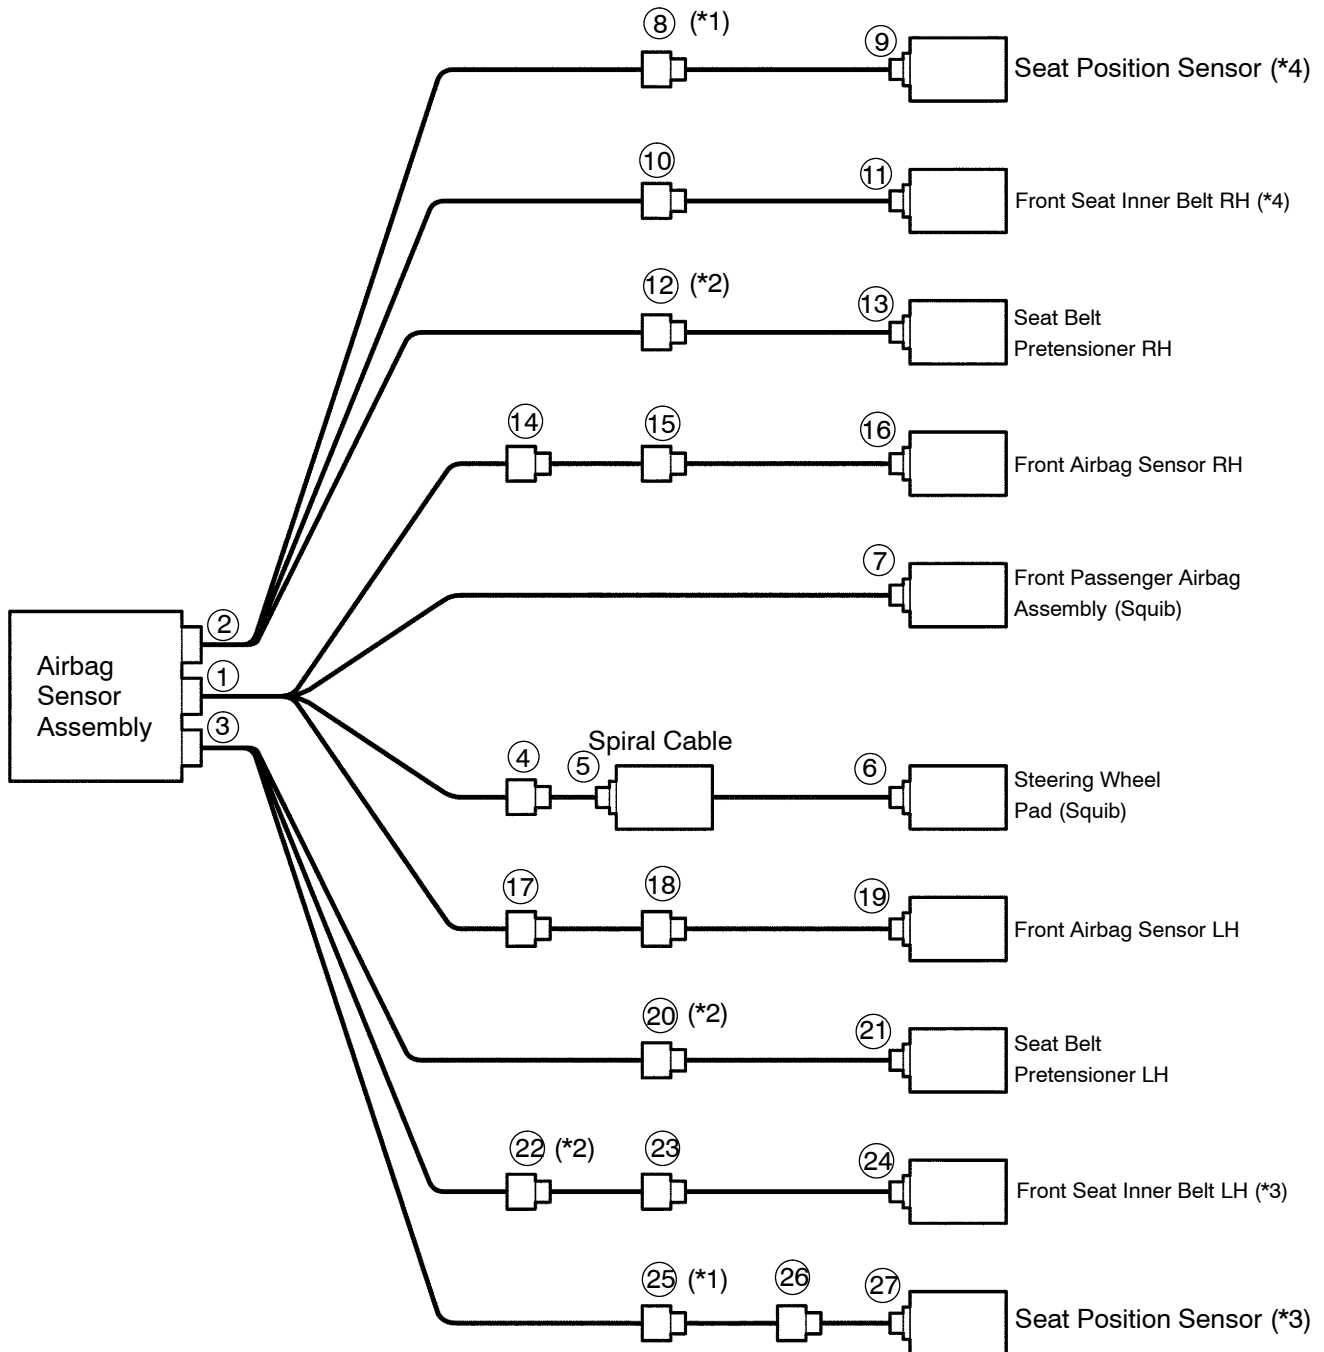 8 (*1)
9
Seat Position Sensor (*4)
10
11
Front Seat Inner Belt RH (*4)
12 (*2)
13
Seat Belt
Pretensioner RH
14
15
16
Front Airbag Sensor RH
7
Front Passenger Airbag
Assembly (Squib)
2
1
3
Airbag
Sensor
Assembly
4
5
Spiral Cable
6
Steering Wheel
Pad (Squib)
17
18
19
Front Airbag Sensor LH
20 (*2)
21
Seat Belt
Pretensioner LH
22 (*2)
23
24
Front Seat Inner Belt LH (*3)
25 (*1)
26
27
Seat Position Sensor (*3)